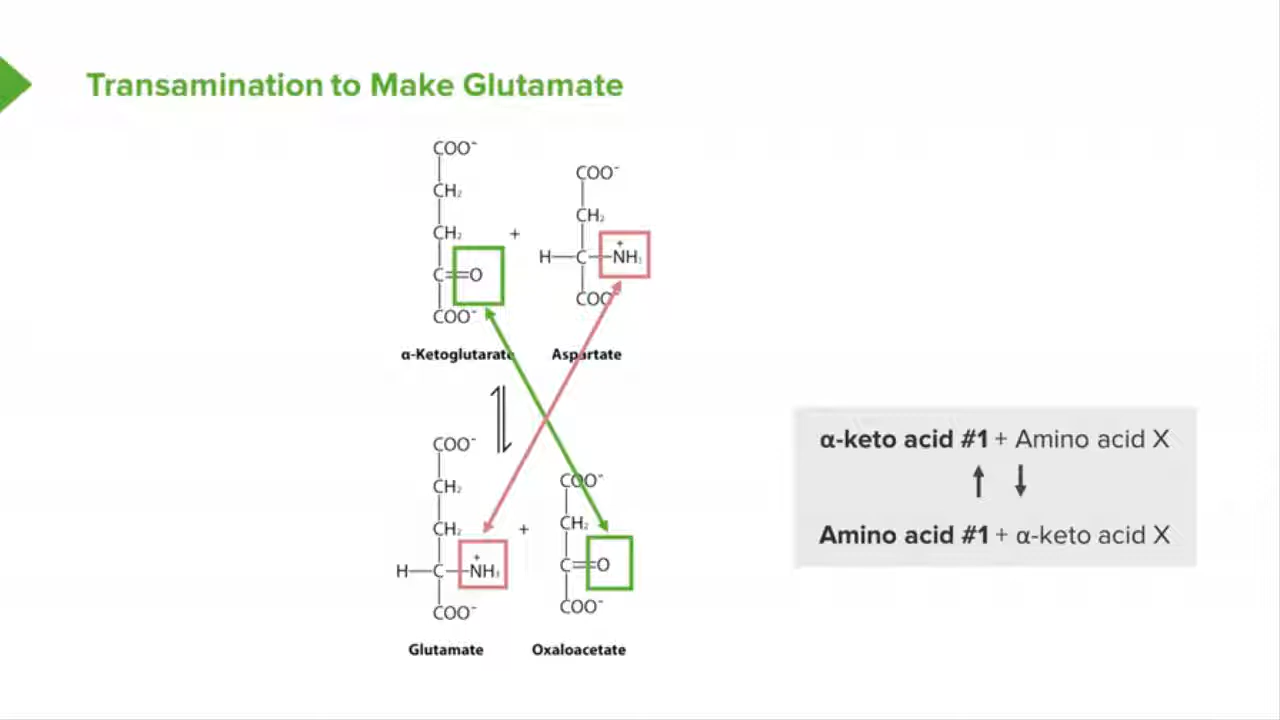 Transamination to Make Glutamate
COO⁻
CH₂
CH₂
C=O
COO⁻
α-Ketoglutarate
+
COO⁻
CH₂
H—C—NH₃
+
COO
Aspartate
COO⁻
CH₂
CH₂
H—C—NH₃
+
COO⁻
Glutamate
+
COO⁻
CH₂
C=O
COO⁻
Oxaloacetate
α-keto acid #1 + Amino acid X
Amino acid #1 + α-keto acid X